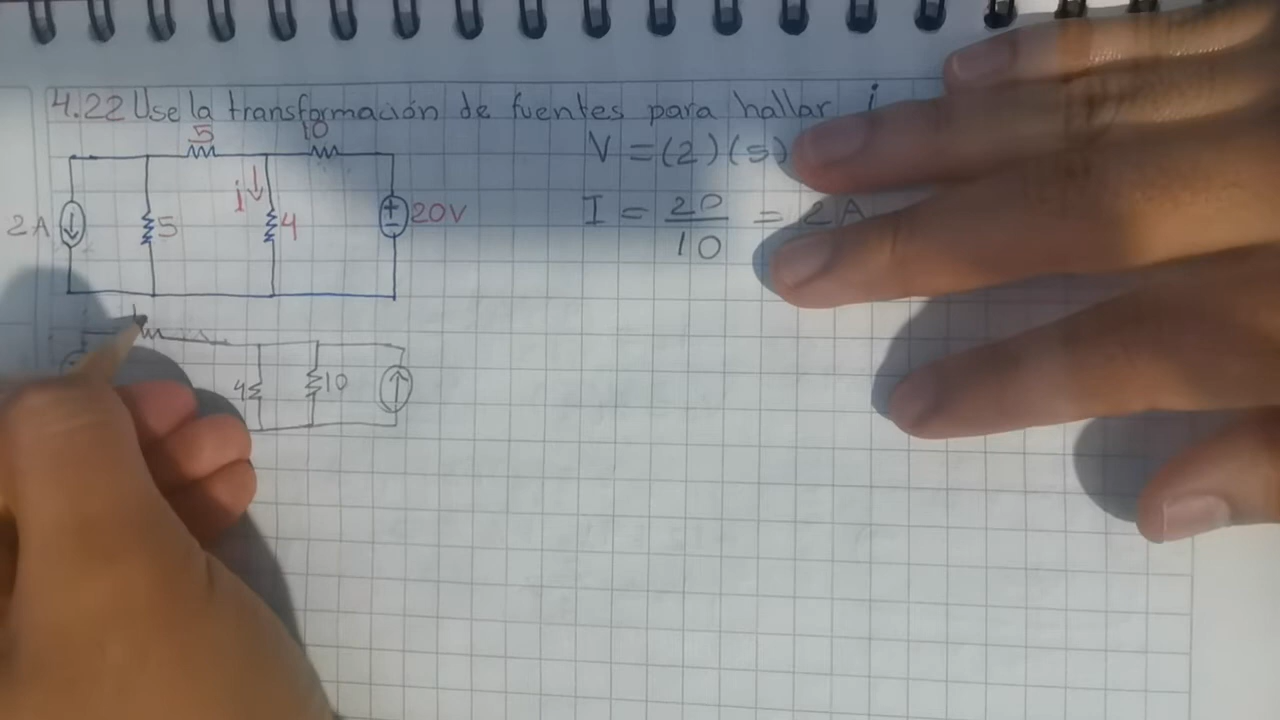 4.22 Use la transformación de fuentes para hallar i
5 10
V = (2)(5)
i
2A 5 4 20V
I = 20/10 = 2A
4 10